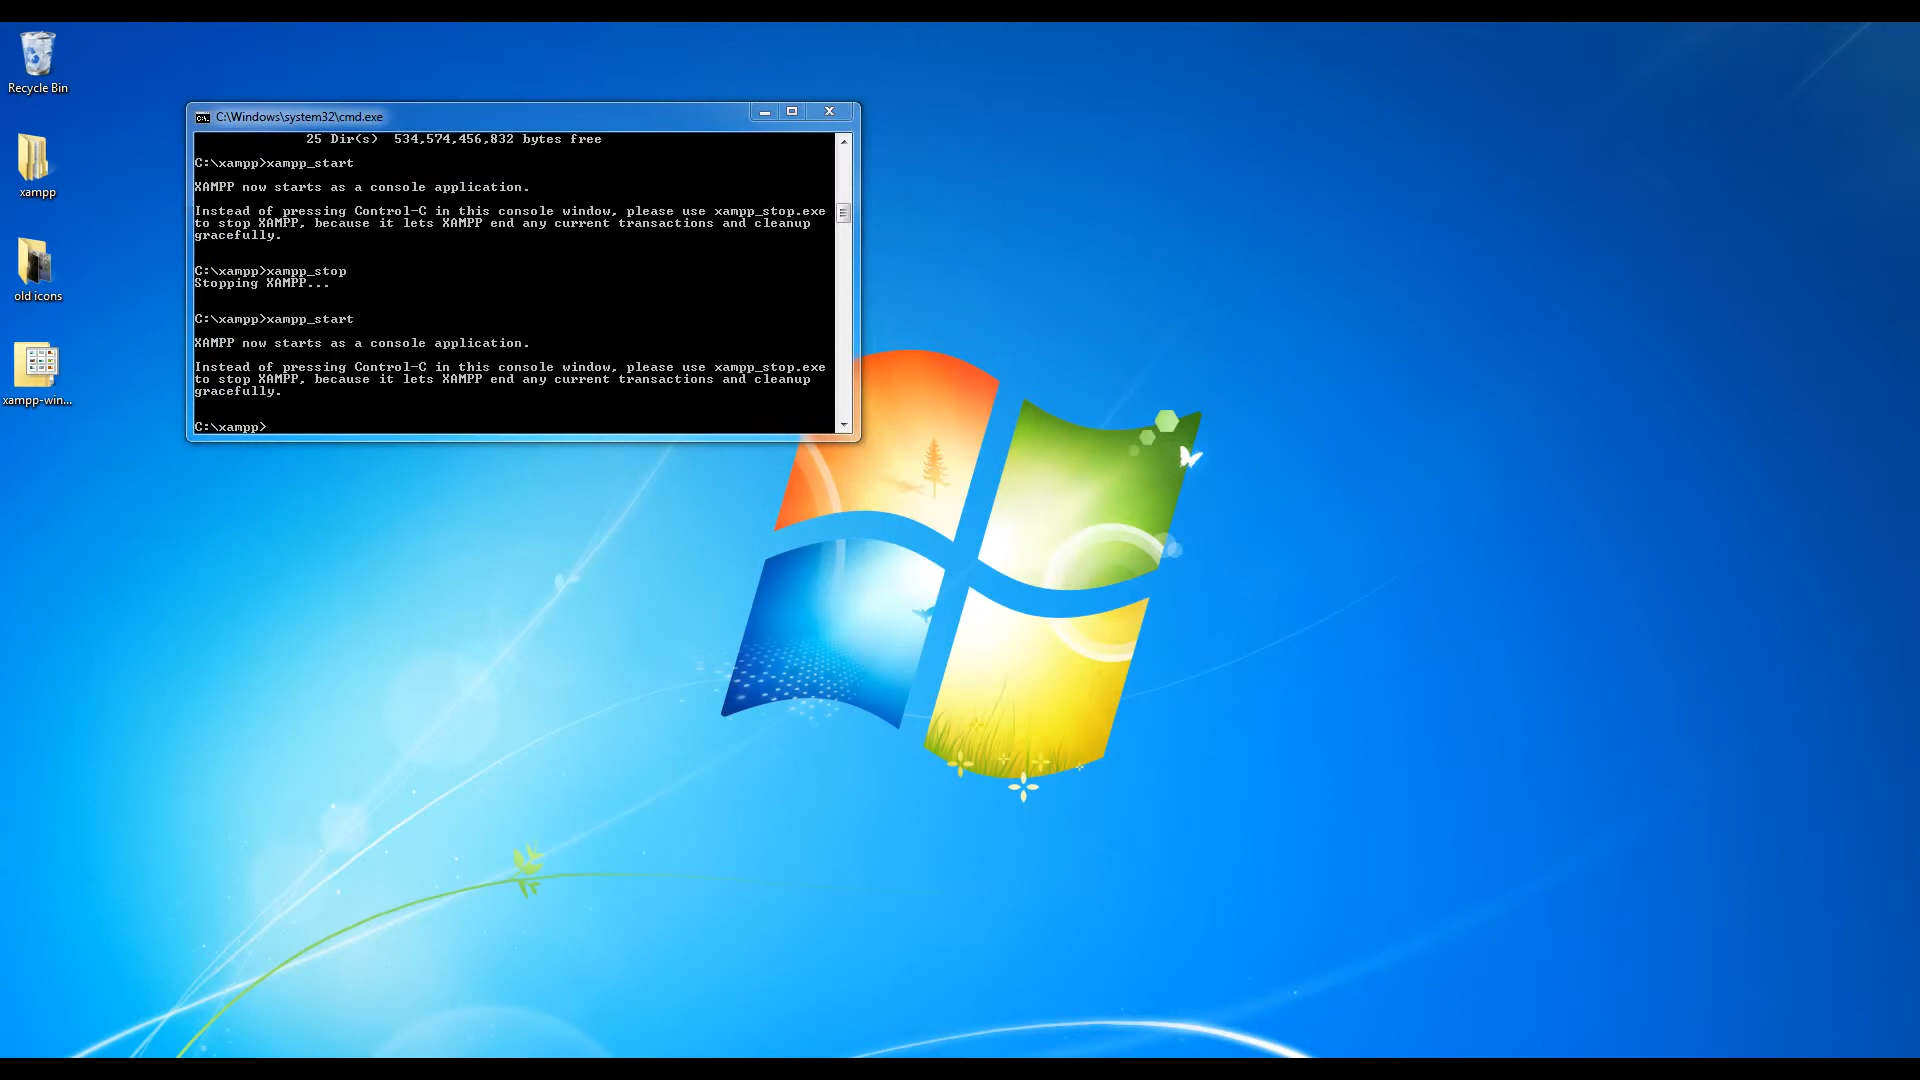 Recycle Bin
xampp
old icons
xampp-win...
C:\Windows\system32\cmd.exe
25 Dir(s)  534,574,456,832 bytes free
C:\xampp>xampp_start
XAMPP now starts as a console application.
Instead of pressing Control-C in this console window, please use xampp_stop.exe
to stop XAMPP, because it lets XAMPP end any current transactions and cleanup
gracefully.
C:\xampp>xampp_stop
Stopping XAMPP...
C:\xampp>xampp_start
XAMPP now starts as a console application.
Instead of pressing Control-C in this console window, please use xampp_stop.exe
to stop XAMPP, because it lets XAMPP end any current transactions and cleanup
gracefully.
C:\xampp>